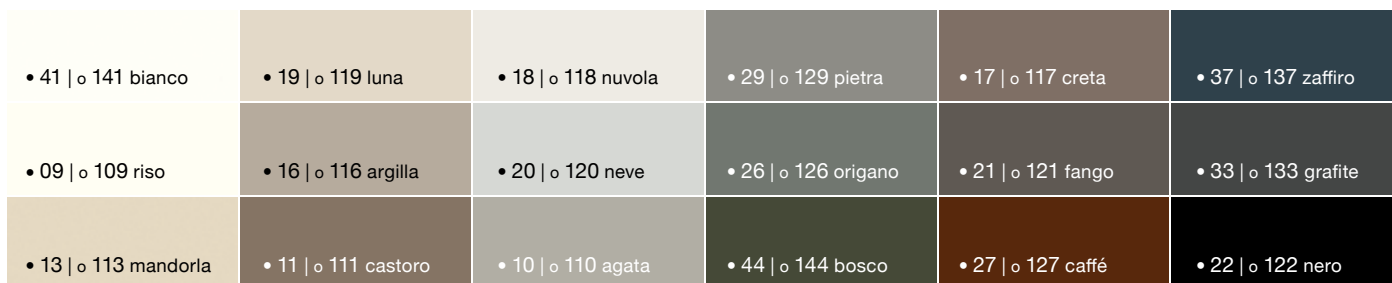 • 41 | o 141 bianco
• 19 | o 119 luna
• 18 | o 118 nuvola
• 29 | o 129 pietra
• 17 | o 117 creta
• 37 | o 137 zaffiro
• 09 | o 109 riso
• 16 | o 116 argilla
• 20 | o 120 neve
• 26 | o 126 origano
• 21 | o 121 fango
• 33 | o 133 grafite
• 13 | o 113 mandorla
• 11 | o 111 castoro
• 10 | o 110 agata
• 44 | o 144 bosco
• 27 | o 127 caffé
• 22 | o 122 nero